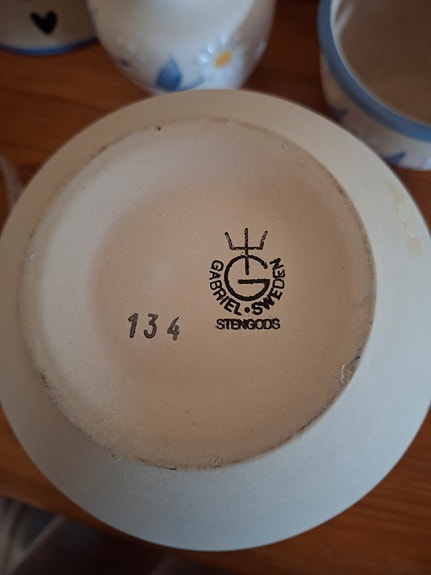 G
GABRIEL • SWEDEN
STENGODS
134